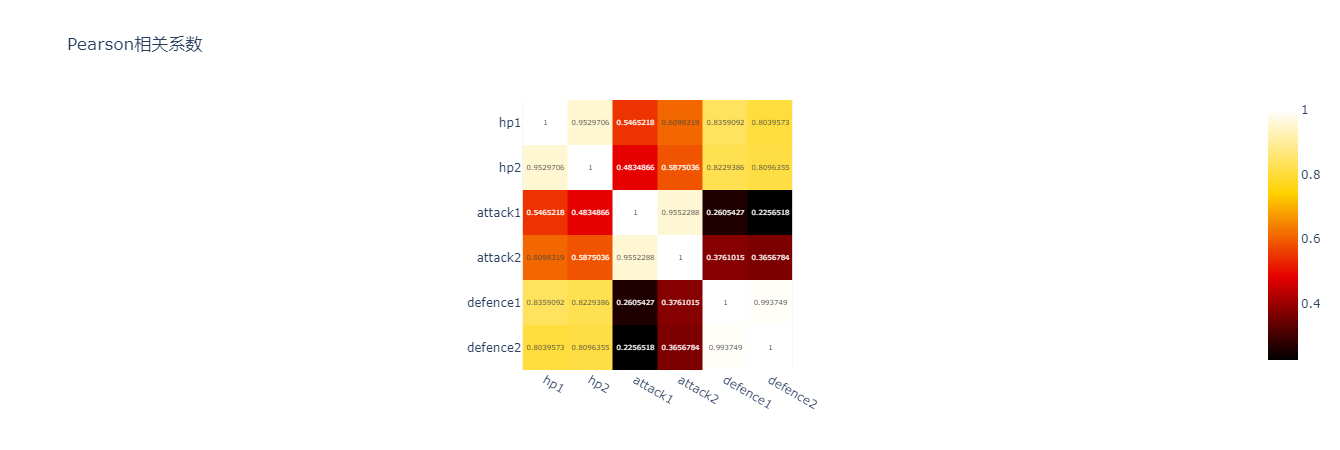 Pearson相关系数
hp1 1 0.9529706 0.5465218 0.6098319 0.8359092 0.8039573
hp2 0.9529706 1 0.4834866 0.5875036 0.8229386 0.8096355
attack1 0.5465218 0.4834866 1 0.9552288 0.2605427 0.2256518
attack2 0.6098319 0.5875036 0.9552288 1 0.3761015 0.3656784
defence1 0.8359092 0.8229386 0.2605427 0.3761015 1 0.993749
defence2 0.8039573 0.8096355 0.2256518 0.3656784 0.993749 1
hp1 hp2 attack1 attack2 defence1 defence2
1
0.8
0.6
0.4